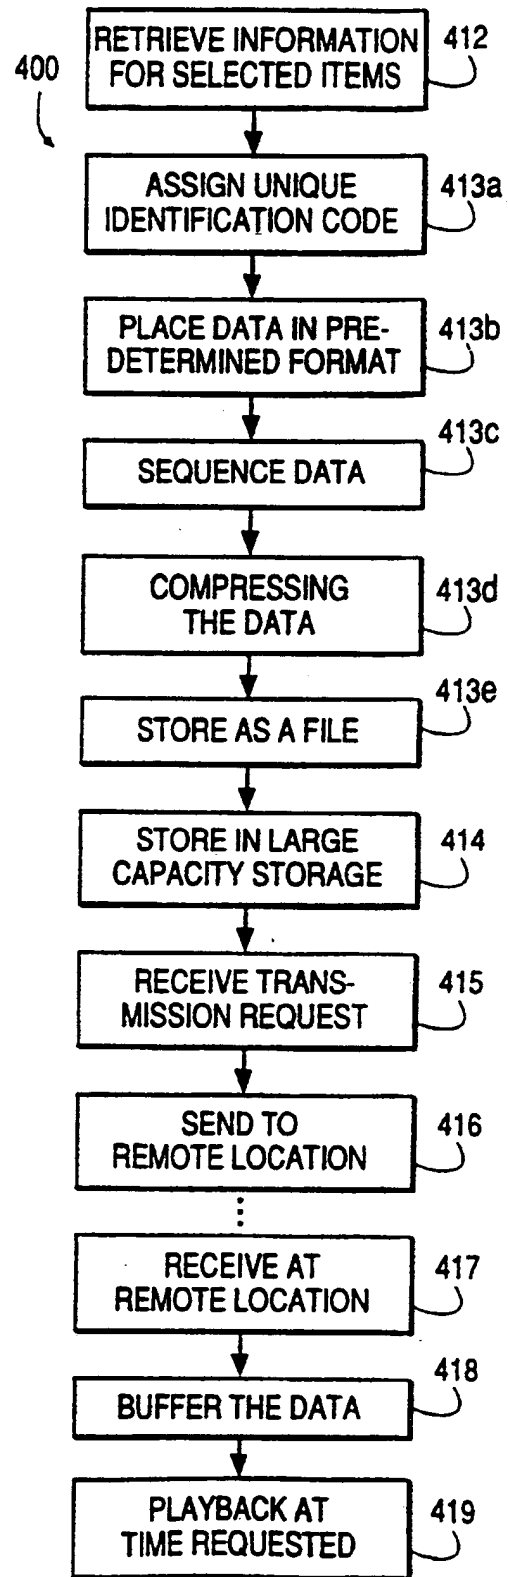 400
RETRIEVE INFORMATION
FOR SELECTED ITEMS
412
ASSIGN UNIQUE
IDENTIFICATION CODE
413a
PLACE DATA IN PRE-
DETERMINED FORMAT
413b
SEQUENCE DATA
413c
COMPRESSING
THE DATA
413d
STORE AS A FILE
413e
STORE IN LARGE
CAPACITY STORAGE
414
RECEIVE TRANS-
MISSION REQUEST
415
SEND TO
REMOTE LOCATION
416
RECEIVE AT
REMOTE LOCATION
417
BUFFER THE DATA
418
PLAYBACK AT
TIME REQUESTED
419